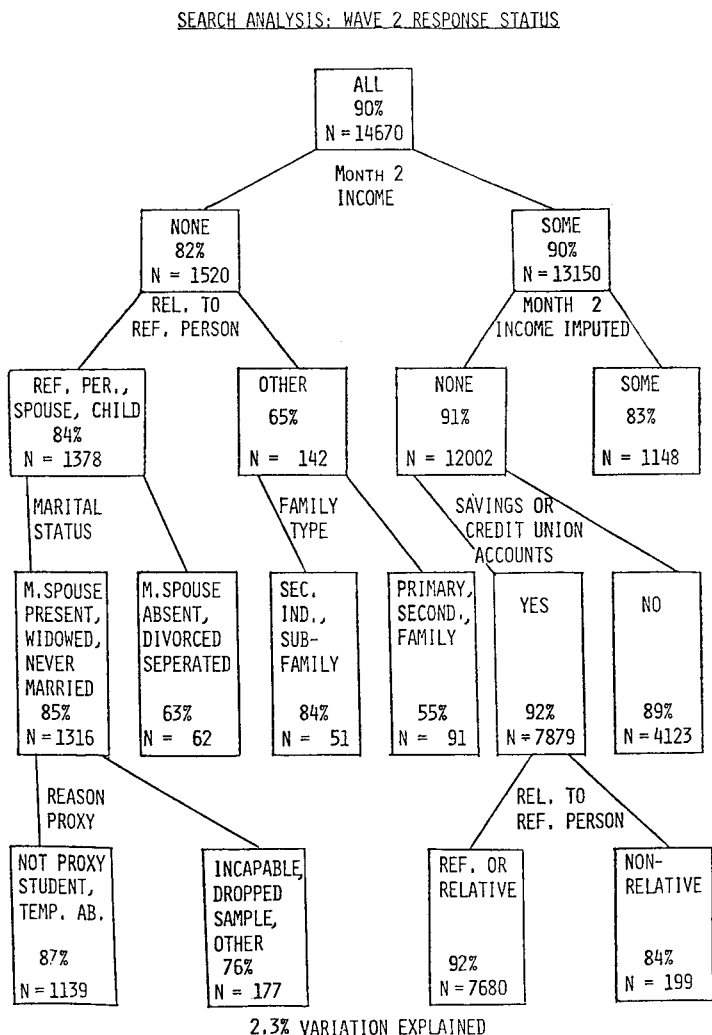 SEARCH ANALYSIS: WAVE 2 RESPONSE STATUS
ALL
90%
N = 14670
MONTH 2
INCOME
NONE
82%
N = 1520
SOME
90%
N = 13150
REL. TO
REF. PERSON
MONTH 2
INCOME IMPUTED
REF. PER.,
SPOUSE, CHILD
84%
N = 1378
OTHER
65%
N = 142
NONE
91%
N = 12002
SOME
83%
N = 1148
MARITAL
STATUS
FAMILY
TYPE
SAVINGS OR
CREDIT UNION
ACCOUNTS
M.SPOUSE
PRESENT,
WIDOWED,
NEVER
MARRIED
85%
N = 1316
M.SPOUSE
ABSENT,
DIVORCED
SEPERATED
63%
N = 62
SEC.
IND.,
SUB-
FAMILY
84%
N = 51
PRIMARY,
SECOND.,
FAMILY
55%
N = 91
YES
92%
N = 7879
NO
89%
N = 4123
REASON
PROXY
REL. TO
REF. PERSON
NOT PROXY
STUDENT,
TEMP. AB.
87%
N = 1139
INCAPABLE,
DROPPED
SAMPLE,
OTHER
76%
N = 177
REF. OR
RELATIVE
92%
N = 7680
NON-
RELATIVE
84%
N = 199
2.3% VARIATION EXPLAINED